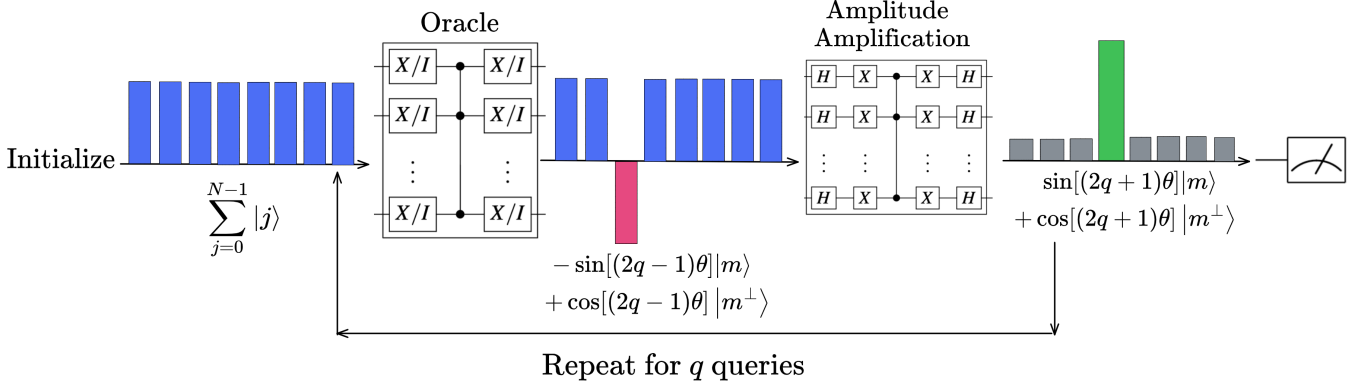 Initialize
N−1
∑ |j⟩
j=0
Oracle
X/I X/I
X/I X/I
⋮ ⋮
X/I X/I
− sin[(2q − 1)θ]|m⟩
+ cos[(2q − 1)θ] |m⊥⟩
Amplitude
Amplification
H X X H
H X X H
⋮ ⋮ ⋮ ⋮
H X X H
sin[(2q + 1)θ]|m⟩
+ cos[(2q + 1)θ] |m⊥⟩
Repeat for q queries